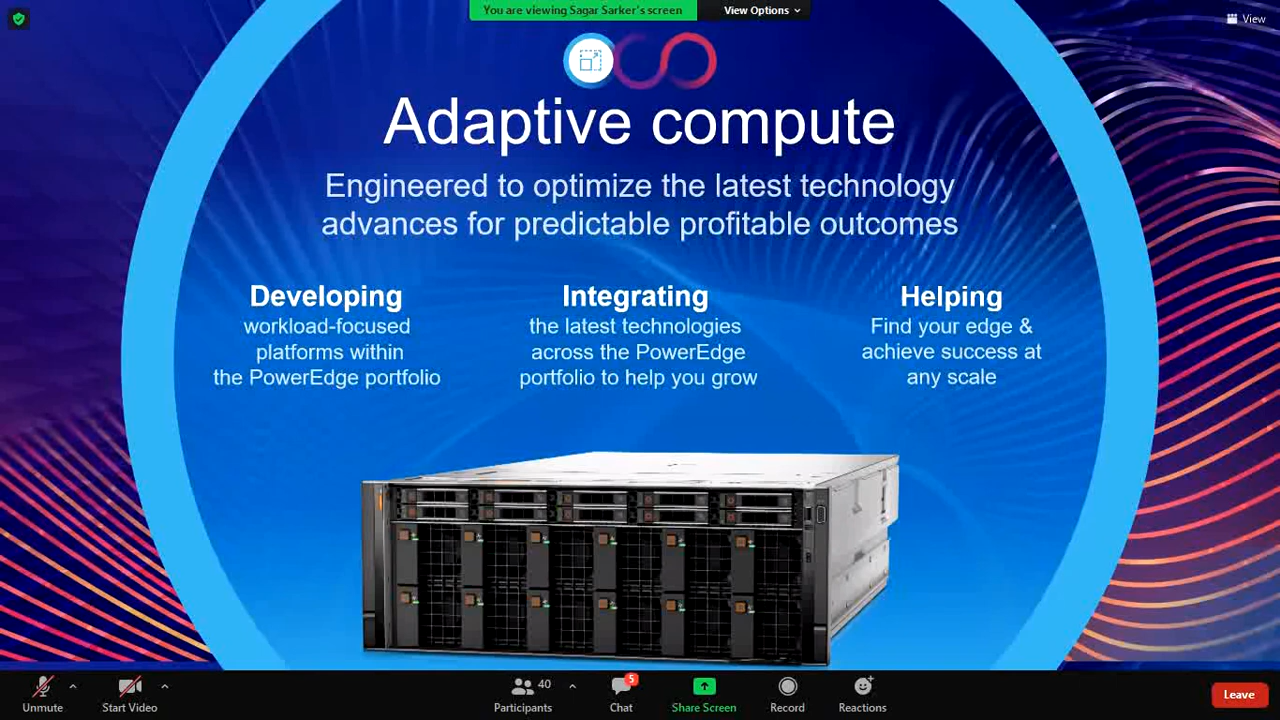 You are viewing Sagar Sarker's screen
View Options
View
Adaptive compute
Engineered to optimize the latest technology
advances for predictable profitable outcomes
Developing
workload-focused
platforms within
the PowerEdge portfolio
Integrating
the latest technologies
across the PowerEdge
portfolio to help you grow
Helping
Find your edge &
achieve success at
any scale
Unmute
Start Video
40
Participants
5
Chat
Share Screen
Record
Reactions
Leave